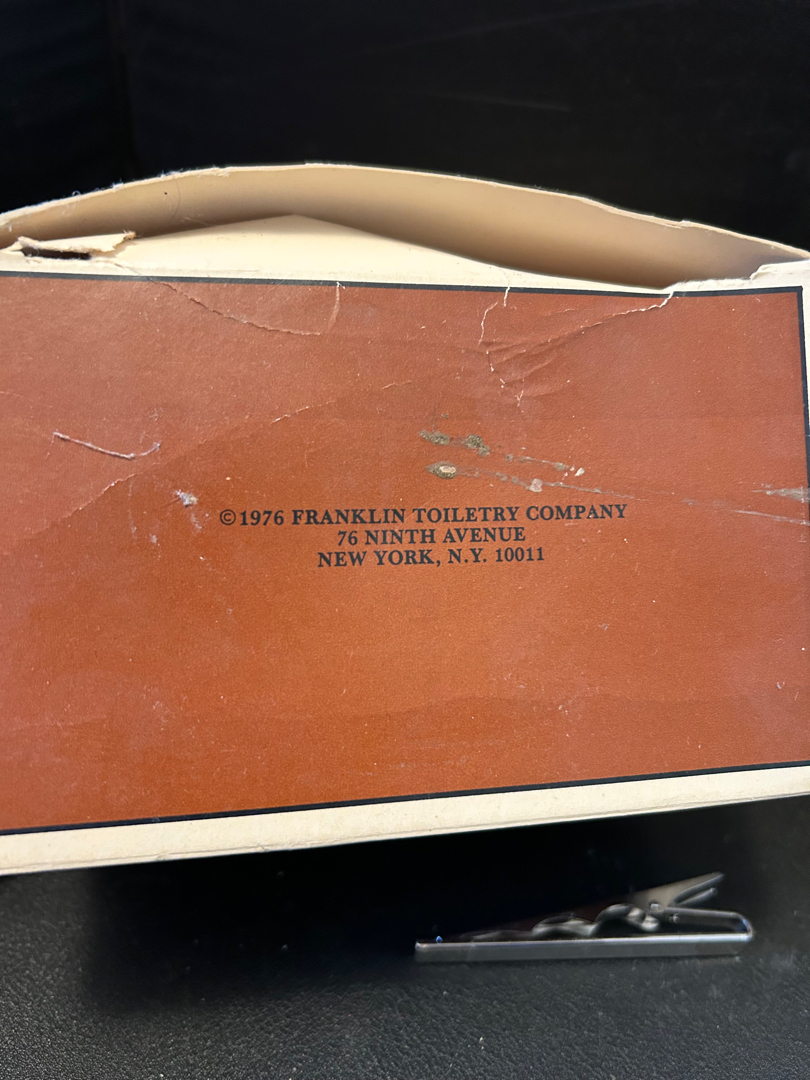 ©1976 FRANKLIN TOILETRY COMPANY
76 NINTH AVENUE
NEW YORK, N.Y. 10011